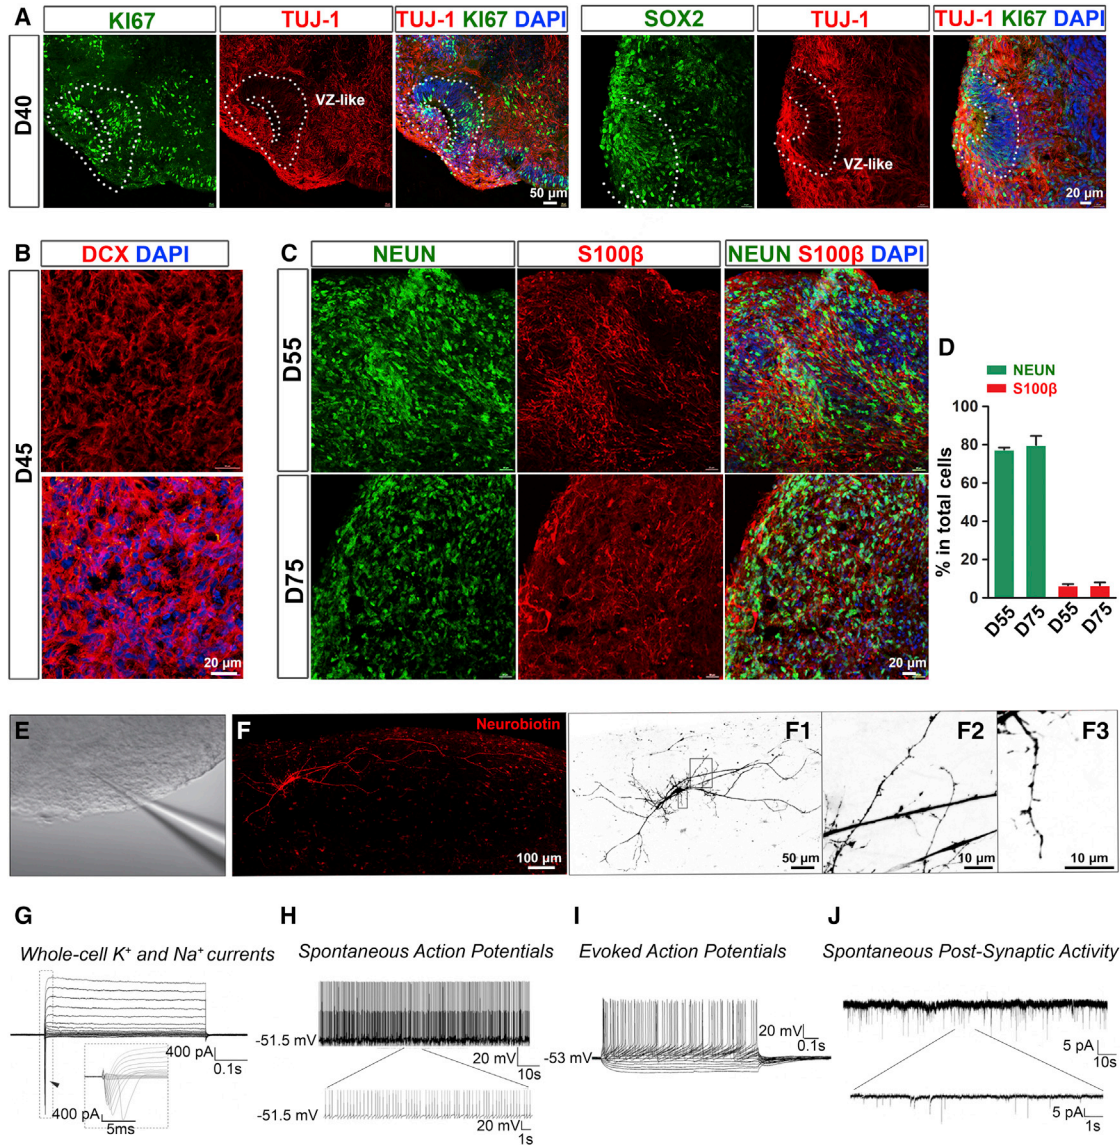 A
KI67 TUJ-1 TUJ-1 KI67 DAPI SOX2 TUJ-1 TUJ-1 KI67 DAPI
D40
VZ-like
50 µm
VZ-like
20 µm
B
DCX DAPI
D45
20 µm
C
NEUN S100β NEUN S100β DAPI
D55
D75
20 µm
D
NEUN
S100β
% in total cells
100
80
60
40
20
0
D55 D75 D55 D75
E
F
Neurobiotin
100 µm
F1
50 µm
F2
10 µm
F3
10 µm
G
Whole-cell K⁺ and Na⁺ currents
400 pA
0.1s
400 pA
5ms
H
Spontaneous Action Potentials
-51.5 mV
20 mV
10s
-51.5 mV
20 mV
1s
I
Evoked Action Potentials
-53 mV
20 mV
0.1s
J
Spontaneous Post-Synaptic Activity
5 pA
10s
5 pA
1s